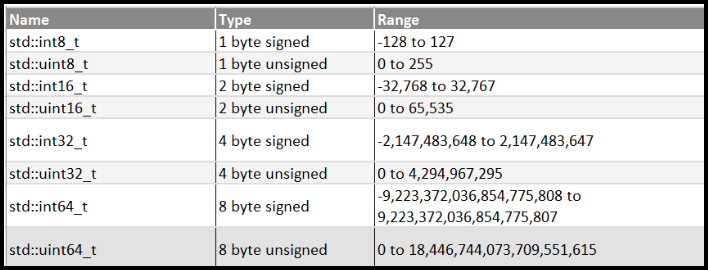 Name Type Range
std::int8_t 1 byte signed -128 to 127
std::uint8_t 1 byte unsigned 0 to 255
std::int16_t 2 byte signed -32,768 to 32,767
std::uint16_t 2 byte unsigned 0 to 65,535
std::int32_t 4 byte signed -2,147,483,648 to 2,147,483,647
std::uint32_t 4 byte unsigned 0 to 4,294,967,295
std::int64_t 8 byte signed -9,223,372,036,854,775,808 to
9,223,372,036,854,775,807
std::uint64_t 8 byte unsigned 0 to 18,446,744,073,709,551,615